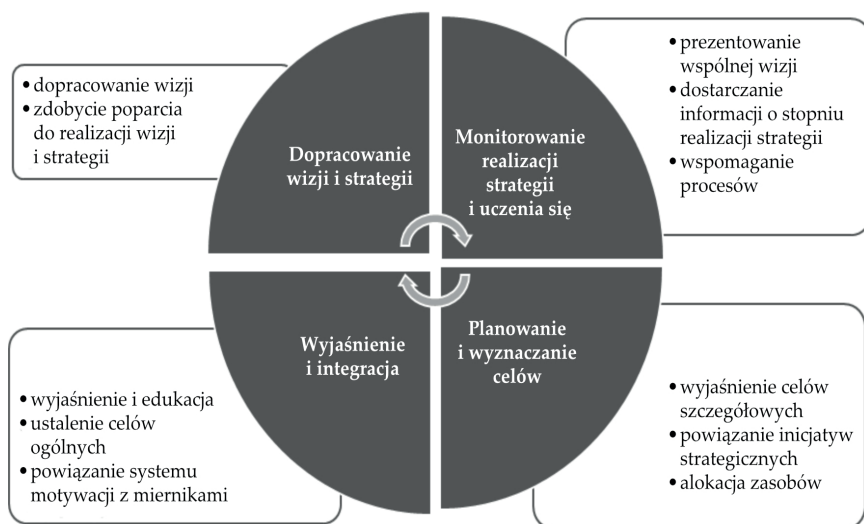 • dopracowanie wizji
• zdobycie poparcia
do realizacji wizji
i strategii
Dopracowanie
wizji i strategii
Monitorowanie
realizacji
strategii
i uczenia się
• prezentowanie
wspólnej wizji
• dostarczanie
informacji o stopniu
realizacji strategii
• wspomaganie
procesów
• wyjaśnienie i edukacja
• ustalenie celów
ogólnych
• powiązanie systemu
motywacji z miernikami
Wyjaśnienie
i integracja
Planowanie
i wyznaczanie
celów
• wyjaśnienie celów
szczegółowych
• powiązanie inicjatyw
strategicznych
• alokacja zasobów